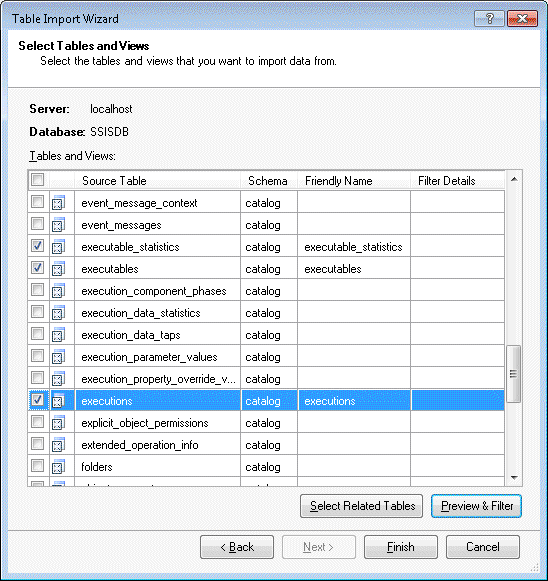 Table Import Wizard
Select Tables and Views
Select the tables and views that you want to import data from.
Server: localhost
Database: SSISDB
Tables and Views:
Source Table Schema Friendly Name Filter Details
event_message_context catalog
event_messages catalog
executable_statistics catalog executable_statistics
executables catalog executables
execution_component_phases catalog
execution_data_statistics catalog
execution_data_taps catalog
execution_parameter_values catalog
execution_property_override_v... catalog
executions catalog executions
explicit_object_permissions catalog
extended_operation_info catalog
folders catalog
Select Related Tables Preview & Filter
< Back Next > Finish Cancel